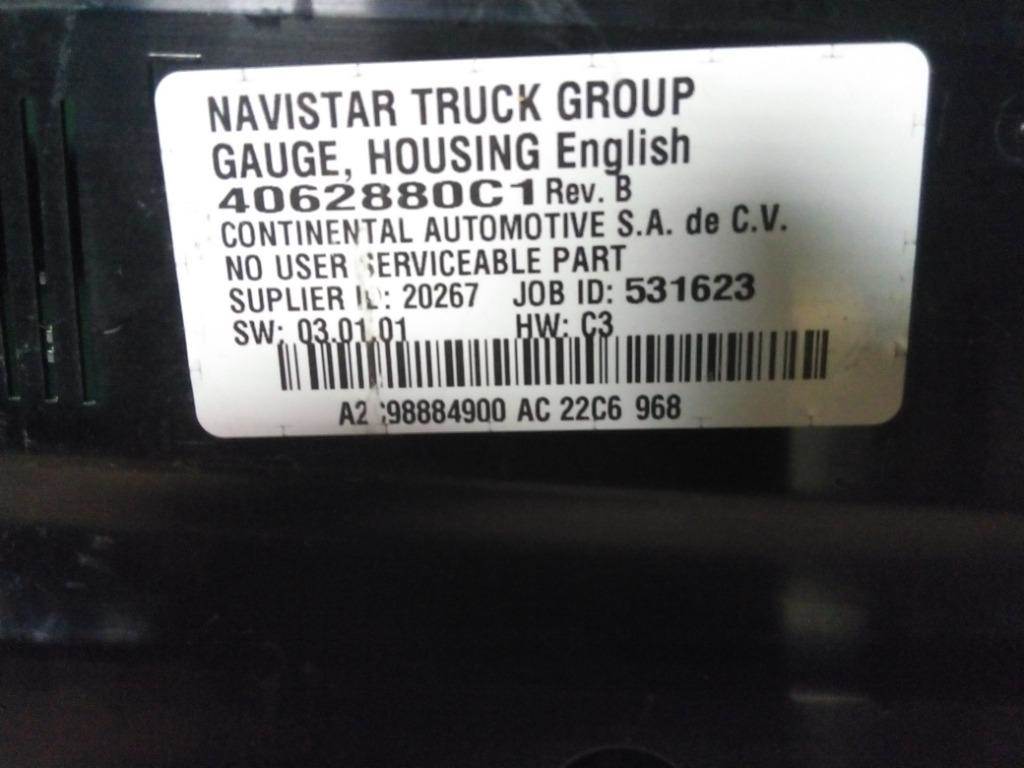 NAVISTAR TRUCK GROUP
GAUGE, HOUSING English
4062880C1 Rev. B
CONTINENTAL AUTOMOTIVE S.A. de C.V.
NO USER SERVICEABLE PART
SUPLIER ID: 20267 JOB ID: 531623
SW: 03.01.01 HW: C3
A2C98884900 AC 22C6 968